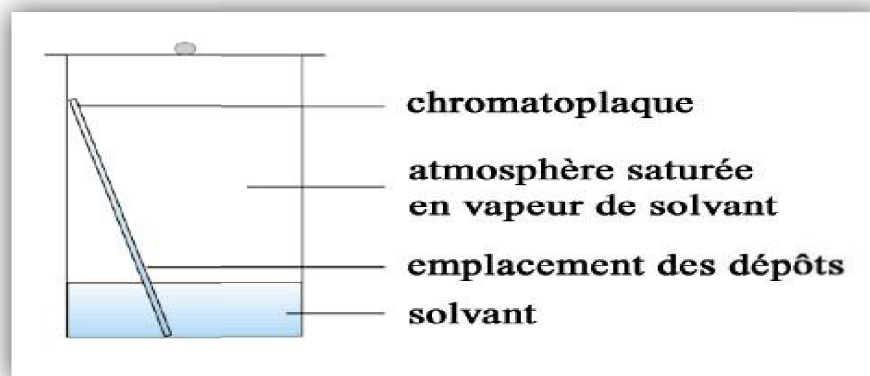 chromatoplaque
atmosphère saturée
en vapeur de solvant
emplacement des dépôts
solvant